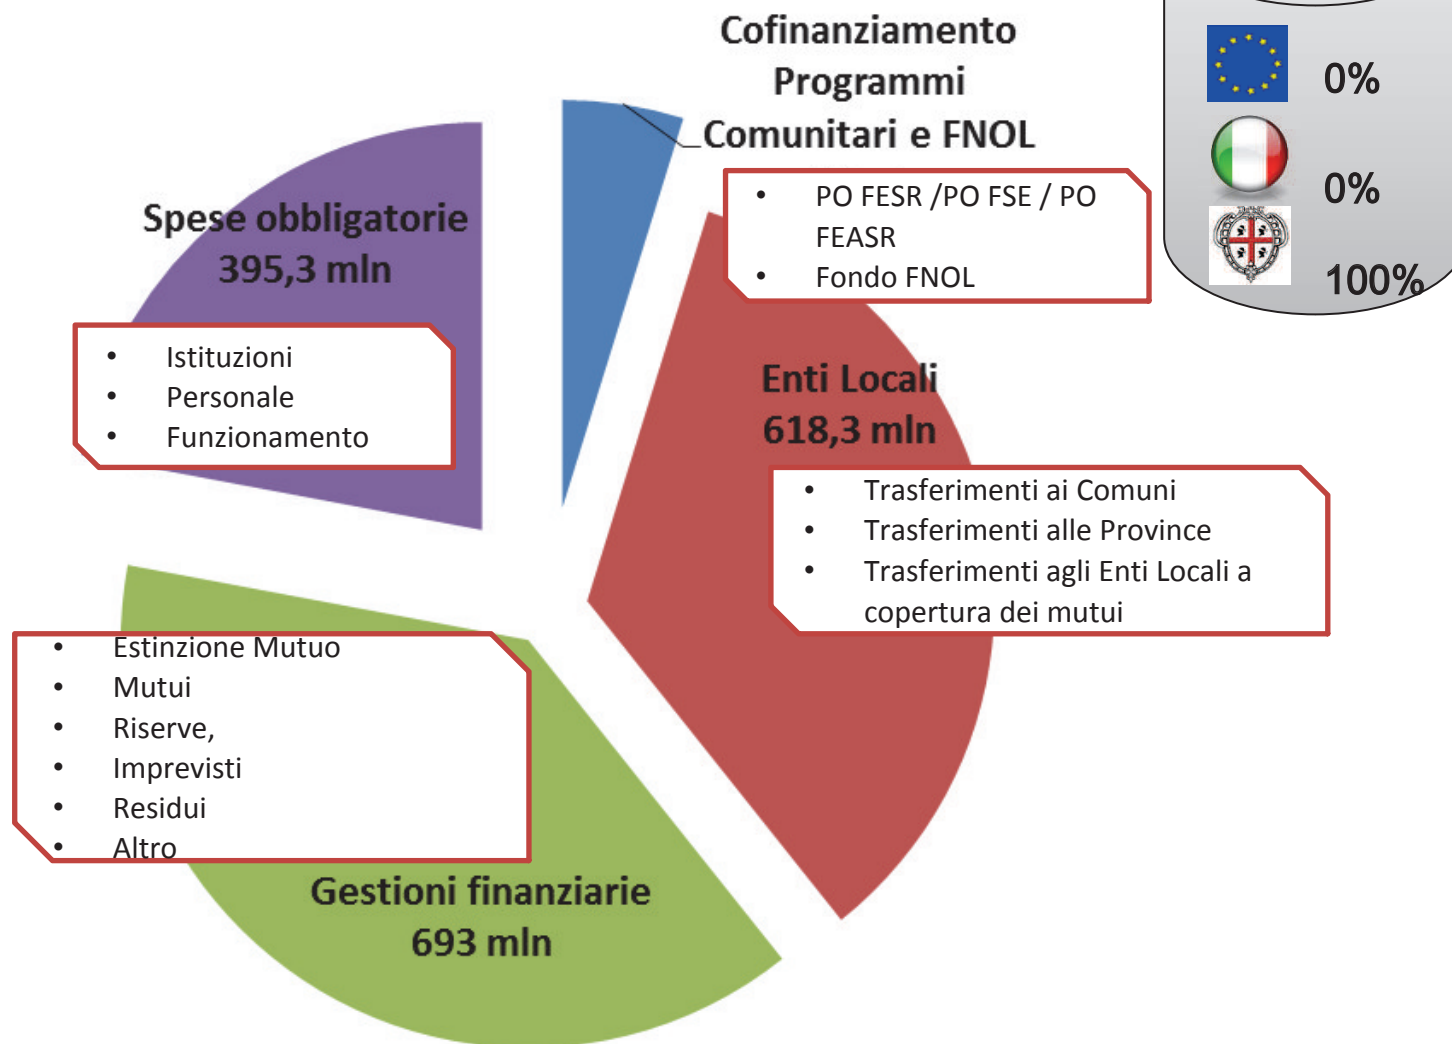 Cofinanziamento
Programmi
Comunitari e FNOL
• PO FESR /PO FSE / PO
FEASR
• Fondo FNOL
0%
0%
100%
Spese obbligatorie
395,3 mln
• Istituzioni
• Personale
• Funzionamento
Enti Locali
618,3 mln
• Trasferimenti ai Comuni
• Trasferimenti alle Province
• Trasferimenti agli Enti Locali a
copertura dei mutui
• Estinzione Mutuo
• Mutui
• Riserve,
• Imprevisti
• Residui
• Altro
Gestioni finanziarie
693 mln